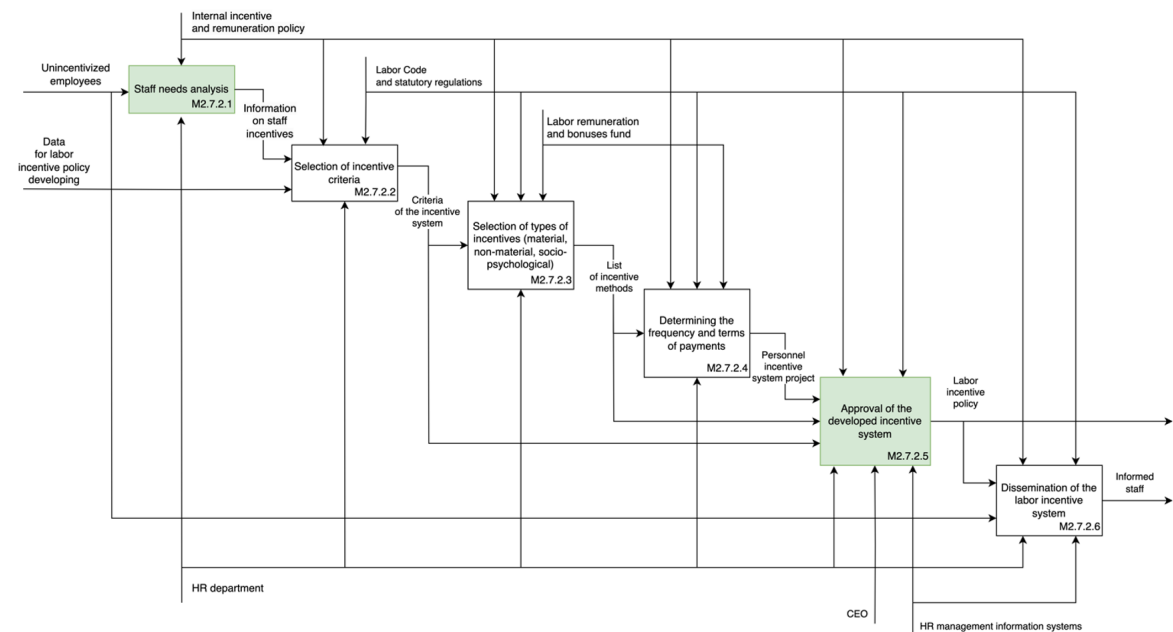 Internal incentive
and remuneration policy
Unincentivized
employees
Staff needs analysis
M2.7.2.1
Labor Code
and statutory regulations
Information
on staff
incentives
Labor remuneration
and bonuses fund
Data
for labor
incentive policy
developing
Selection of incentive
criteria
M2.7.2.2
Criteria
of the incentive
system
Selection of types of
incentives (material,
non-material, socio-
psychological)
M2.7.2.3
List
of incentive
methods
Determining the
frequency and terms
of payments
M2.7.2.4
Personnel
incentive
system project
Approval of the
developed incentive
system
M2.7.2.5
Labor
incentive
policy
Dissemination of the
labor incentive
system
M2.7.2.6
Informed
staff
HR department
CEO
HR management information systems